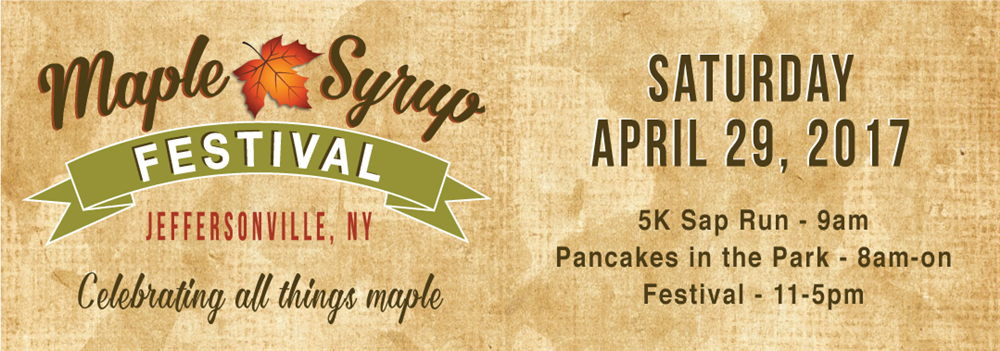 Maple Syrup
FESTIVAL
JEFFERSONVILLE, NY
Celebrating all things maple
SATURDAY
APRIL 29, 2017
5K Sap Run - 9am
Pancakes in the Park - 8am-on
Festival - 11-5pm